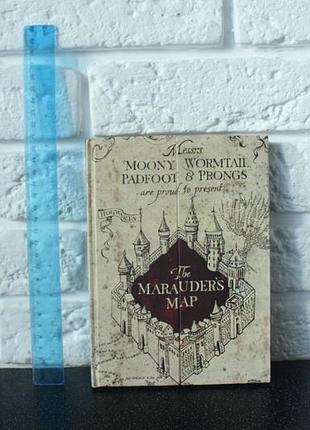 Messrs
MOONY WORMTAIL
PADFOOT & PRONGS
are proud to present
The
MARAUDER'S
MAP